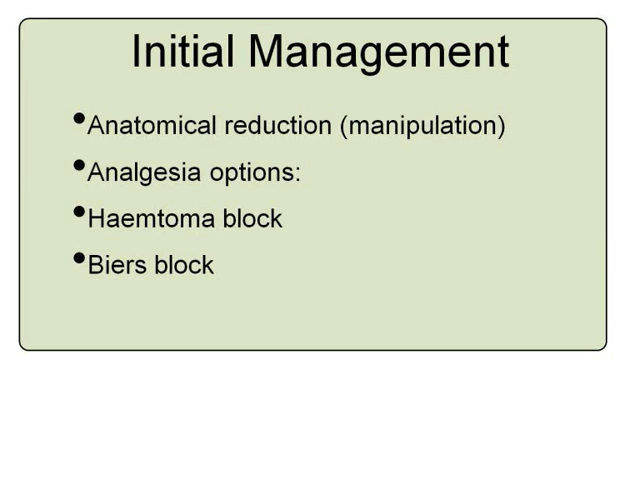 Initial Management
•Anatomical reduction (manipulation)
•Analgesia options:
•Haemtoma block
•Biers block